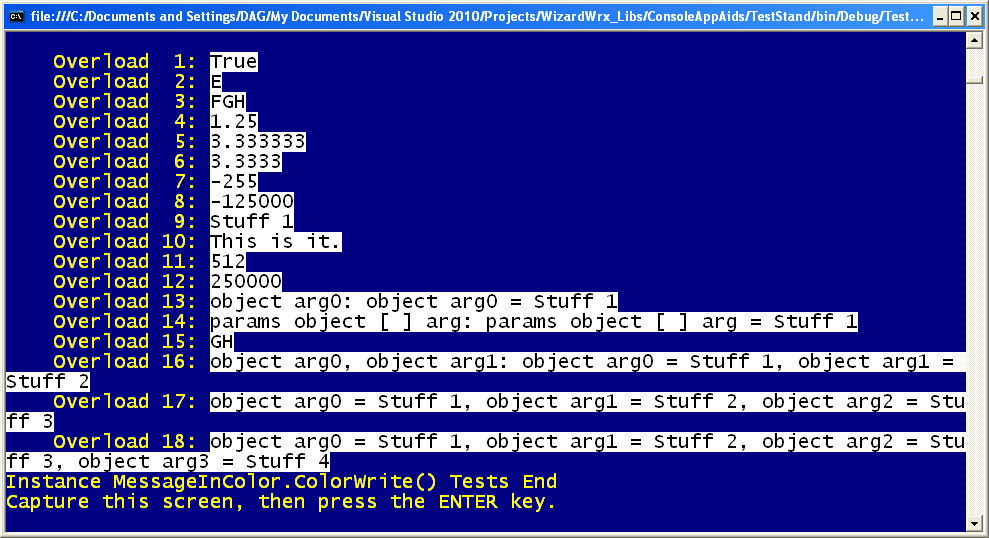 file:///C:/Documents and Settings/DAG/My Documents/Visual Studio 2010/Projects/WizardWrx_Libs/ConsoleAppAids/TestStand/bin/Debug/Test...
Overload  1: True
Overload  2: E
Overload  3: FGH
Overload  4: 1.25
Overload  5: 3.333333
Overload  6: 3.3333
Overload  7: -255
Overload  8: -125000
Overload  9: Stuff 1
Overload 10: This is it.
Overload 11: 512
Overload 12: 250000
Overload 13: object arg0: object arg0 = Stuff 1
Overload 14: params object [ ] arg: params object [ ] arg = Stuff 1
Overload 15: GH
Overload 16: object arg0, object arg1: object arg0 = Stuff 1, object arg1 =
Stuff 2
Overload 17: object arg0 = Stuff 1, object arg1 = Stuff 2, object arg2 = Stu
ff 3
Overload 18: object arg0 = Stuff 1, object arg1 = Stuff 2, object arg2 = Stu
ff 3, object arg3 = Stuff 4
Instance MessageInColor.ColorWrite() Tests End
Capture this screen, then press the ENTER key.